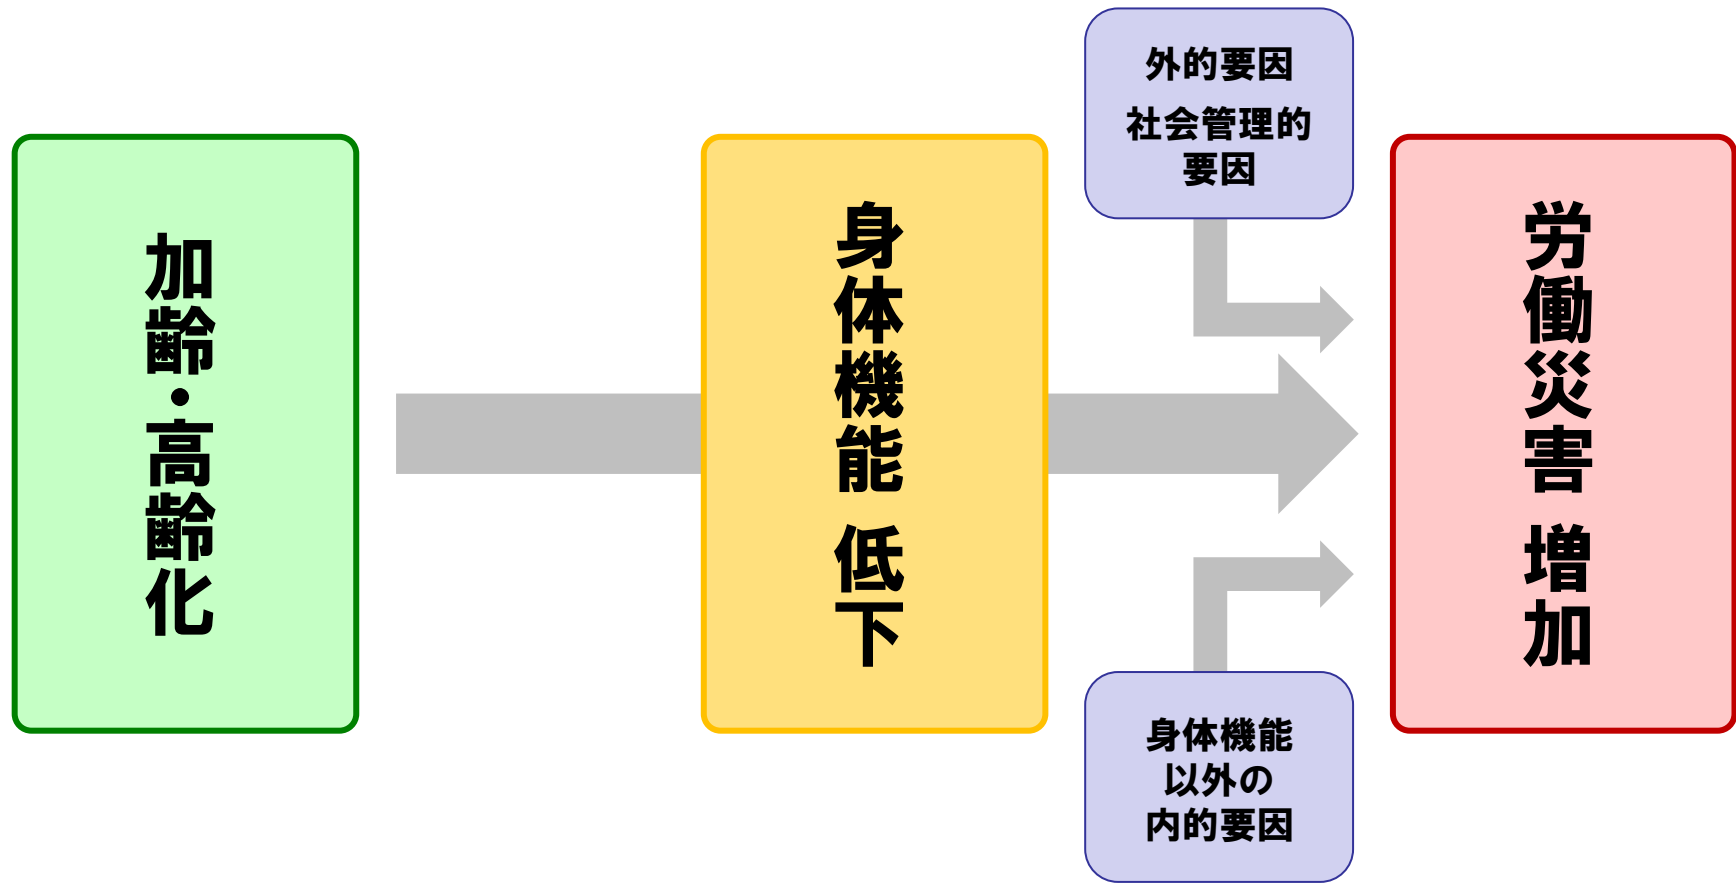 加齢・高齢化
身体機能 低下
外的要因
社会管理的
要因
身体機能
以外の
内的要因
労働災害 増加